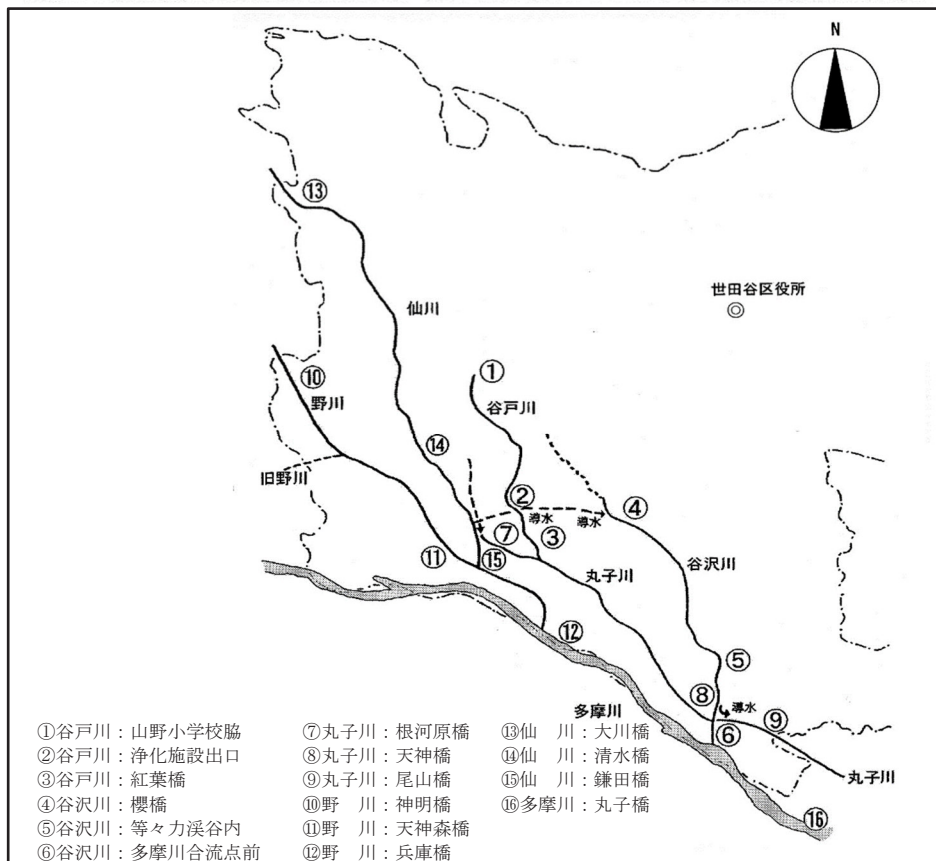 N
⑬
世田谷区役所
仙川
①
⑩
谷戸川
野川
⑭
旧野川
②
④
導水
導水
⑦
③
谷沢川
⑪
⑮
丸子川
⑫
⑤
⑧
多摩川
導水
⑨
⑥
丸子川
⑯
①谷戸川：山野小学校脇
②谷戸川：浄化施設出口
③谷戸川：紅葉橋
④谷沢川：櫻橋
⑤谷沢川：等々力渓谷内
⑥谷沢川：多摩川合流点前
⑦丸子川：根河原橋
⑧丸子川：天神橋
⑨丸子川：尾山橋
⑩野　川：神明橋
⑪野　川：天神森橋
⑫野　川：兵庫橋
⑬仙　川：大川橋
⑭仙　川：清水橋
⑮仙　川：鎌田橋
⑯多摩川：丸子橋